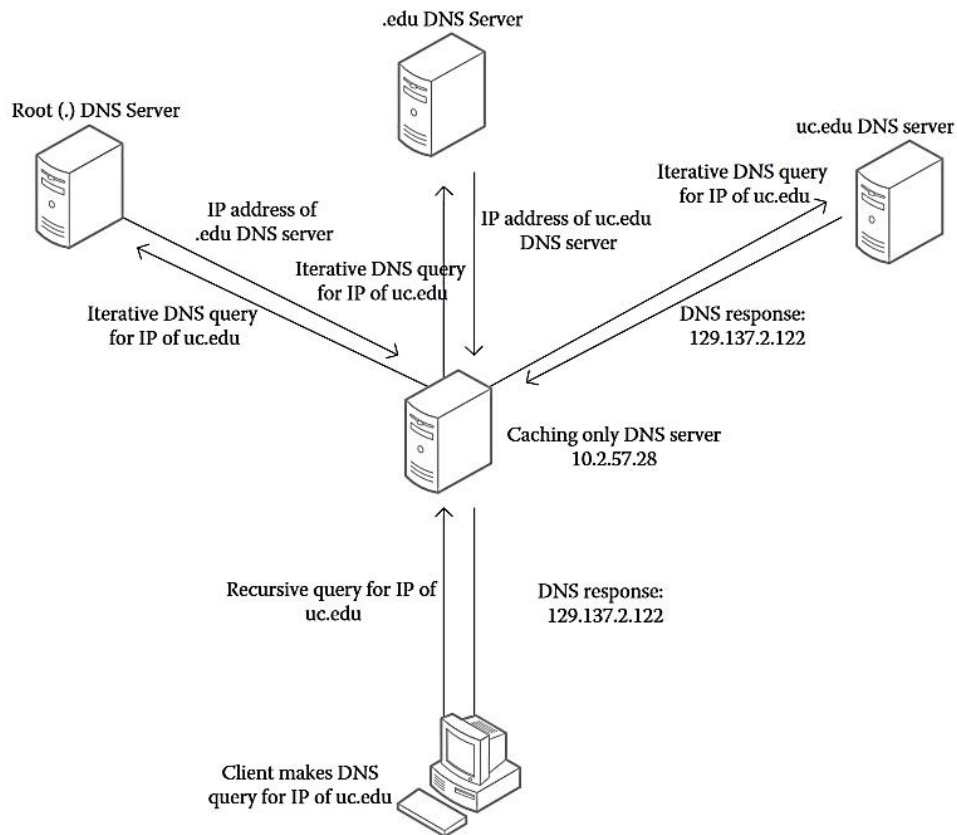 .edu DNS Server
Root (.) DNS Server
uc.edu DNS server
Iterative DNS query
for IP of uc.edu
IP address of
.edu DNS server
IP address of uc.edu
DNS server
Iterative DNS query
for IP of uc.edu
Iterative DNS query
for IP of uc.edu
DNS response:
129.137.2.122
Caching only DNS server
10.2.57.28
Recursive query for IP of
uc.edu
DNS response:
129.137.2.122
Client makes DNS
query for IP of uc.edu